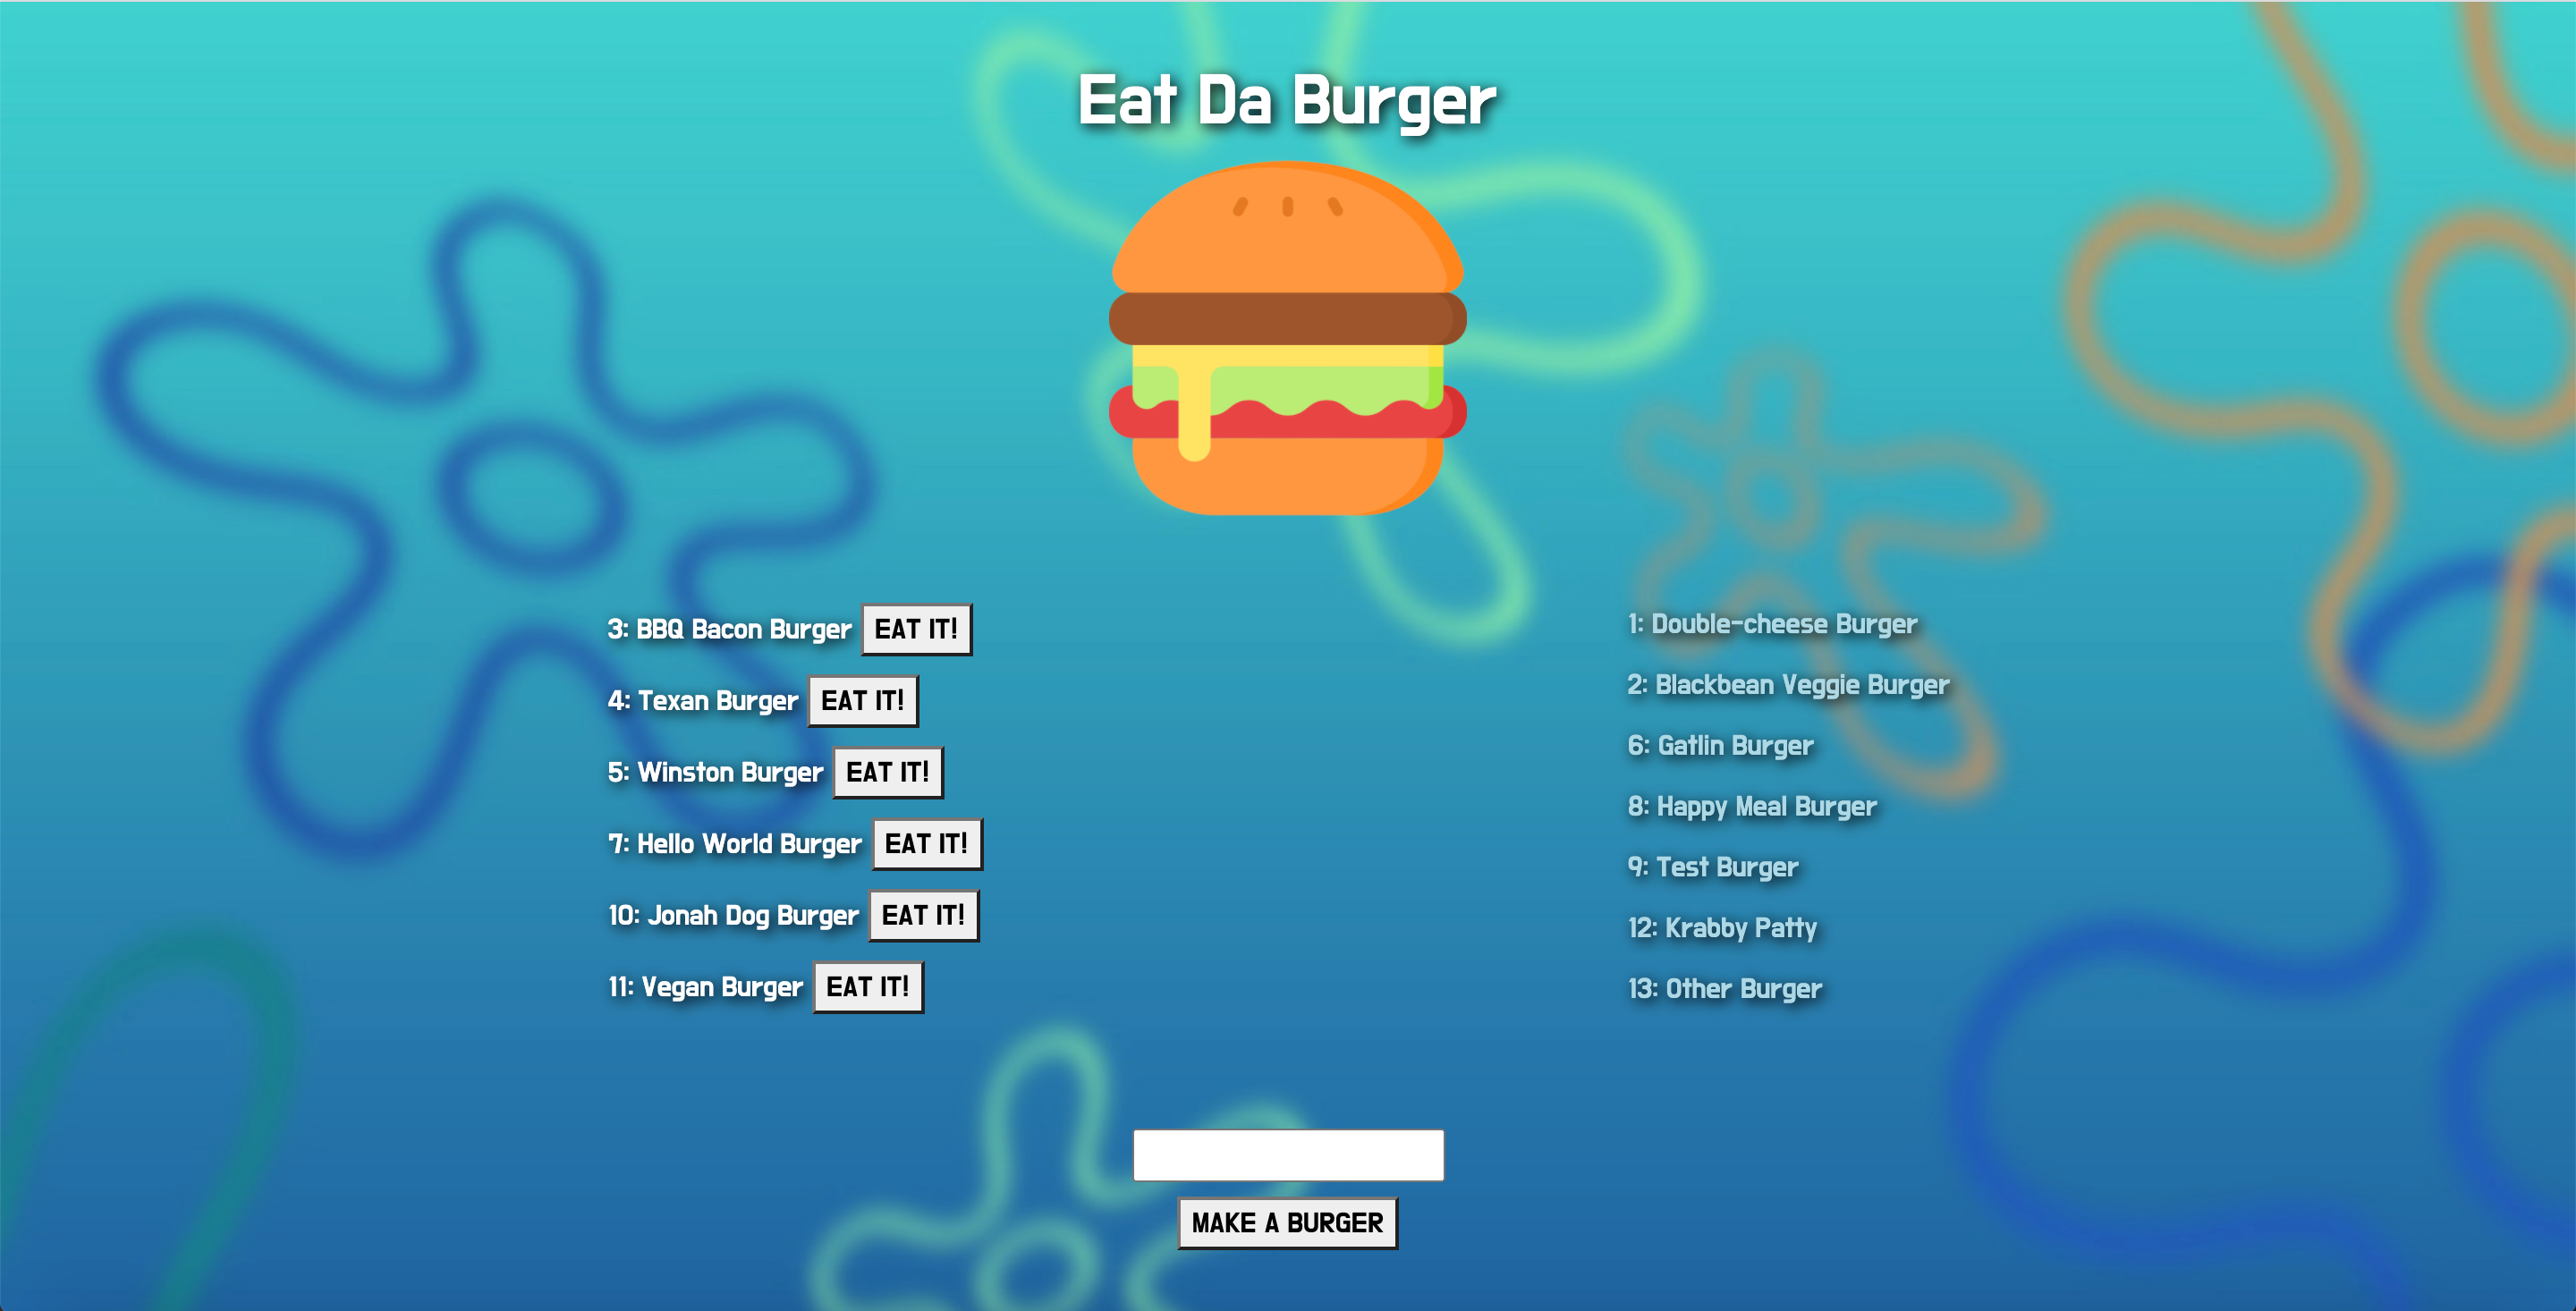 Eat Da Burger
3: BBQ Bacon Burger EAT IT!
4: Texan Burger EAT IT!
5: Winston Burger EAT IT!
7: Hello World Burger EAT IT!
10: Jonah Dog Burger EAT IT!
11: Vegan Burger EAT IT!
1: Double-cheese Burger
2: Blackbean Veggie Burger
6: Gatlin Burger
8: Happy Meal Burger
9: Test Burger
12: Krabby Patty
13: Other Burger
MAKE A BURGER